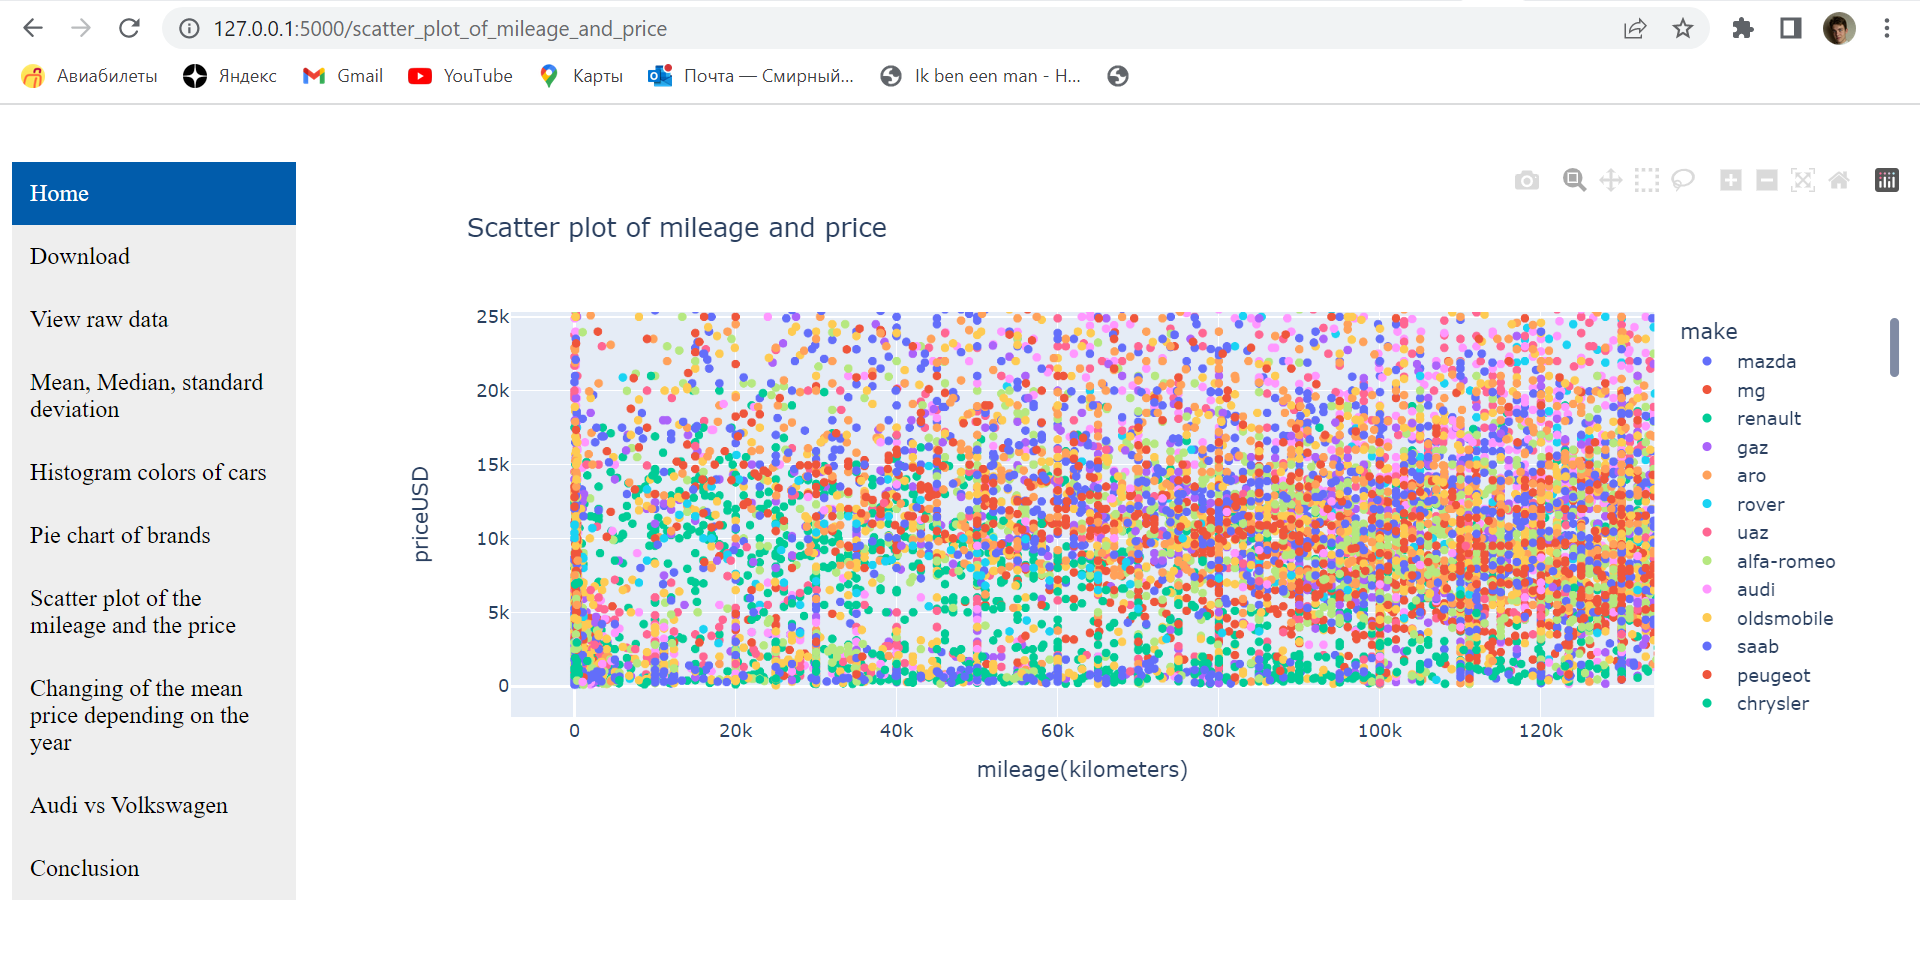 127.0.0.1:5000/scatter_plot_of_mileage_and_price
Авиабилеты
Яндекс
Gmail
YouTube
Карты
Почта — Смирный...
Ik ben een man - H...
Home
Download
View raw data
Mean, Median, standard
deviation
Histogram colors of cars
Pie chart of brands
Scatter plot of the
mileage and the price
Changing of the mean
price depending on the
year
Audi vs Volkswagen
Conclusion
Scatter plot of mileage and price
priceUSD
25k
20k
15k
10k
5k
0
0
20k
40k
60k
80k
100k
120k
mileage(kilometers)
make
mazda
mg
renault
gaz
aro
rover
uaz
alfa-romeo
audi
oldsmobile
saab
peugeot
chrysler